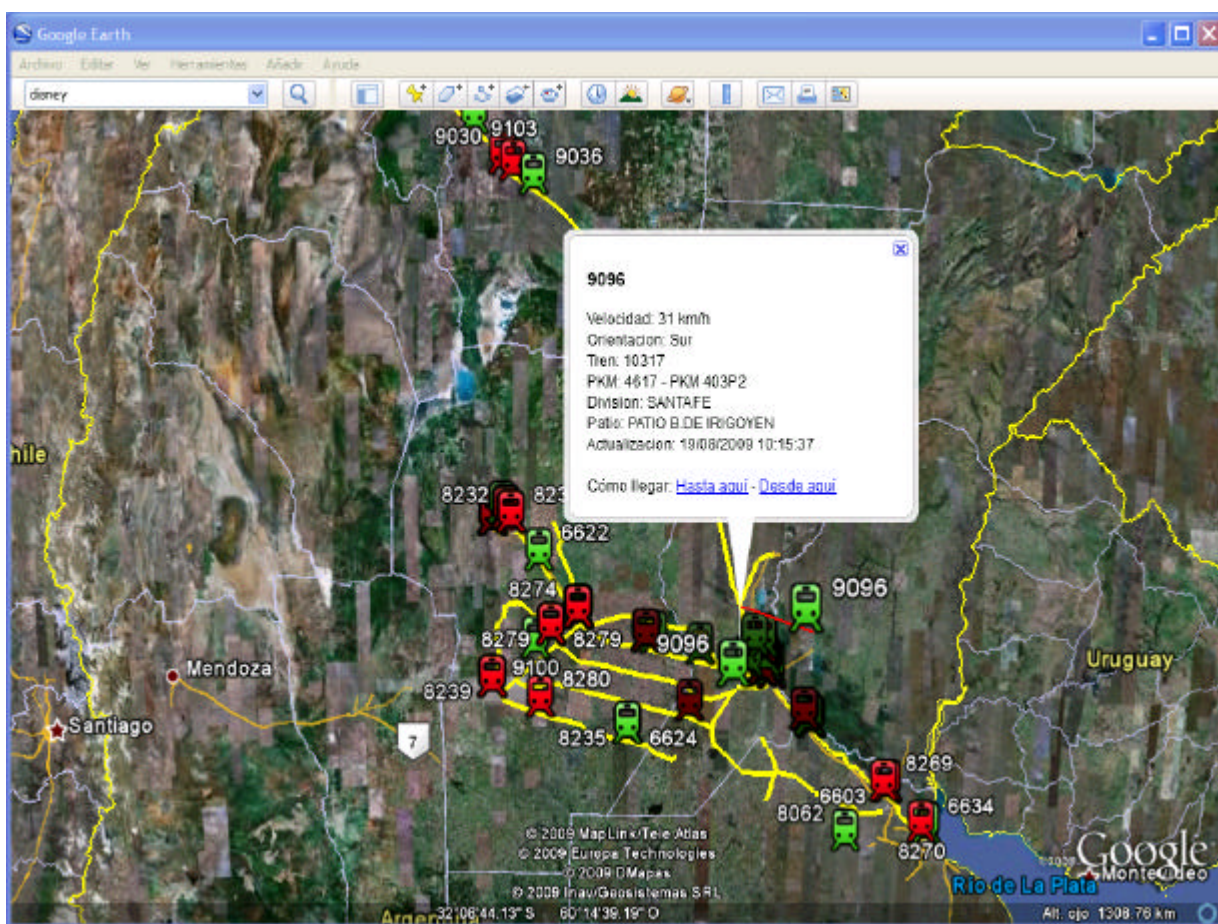 Google Earth
Archivo Editar Ver Herramientas Añadir Ayuda
disney
9030
9103
9036
9096
Velocidad: 31 km/h
Orientacion: Sur
Tren: 10317
PKM: 4617 - PKM 403P2
Division: SANTAFE
Patio: PATIO B.DE IRIGOYEN
Actualizacion: 19/08/2009 10:15:37
Cómo llegar: Hasta aquí - Desde aquí
hile
8232
6622
8274
9096
8279
8279
9096
9100
8280
8239
Mendoza
Uruguay
Santiago
7
8235
6624
8269
6603
6634
8062
8270
© 2009 MapLink/Tele Atlas
© 2009 Europa Technologies
© 2009 DMapas
© 2009 Inav/Geosistemas SRL
Google
Montevideo
Rio de La Plata
Argentina
32°06'44.13" S 60°14'39.19" O
Alt. ojo 1308.76 km